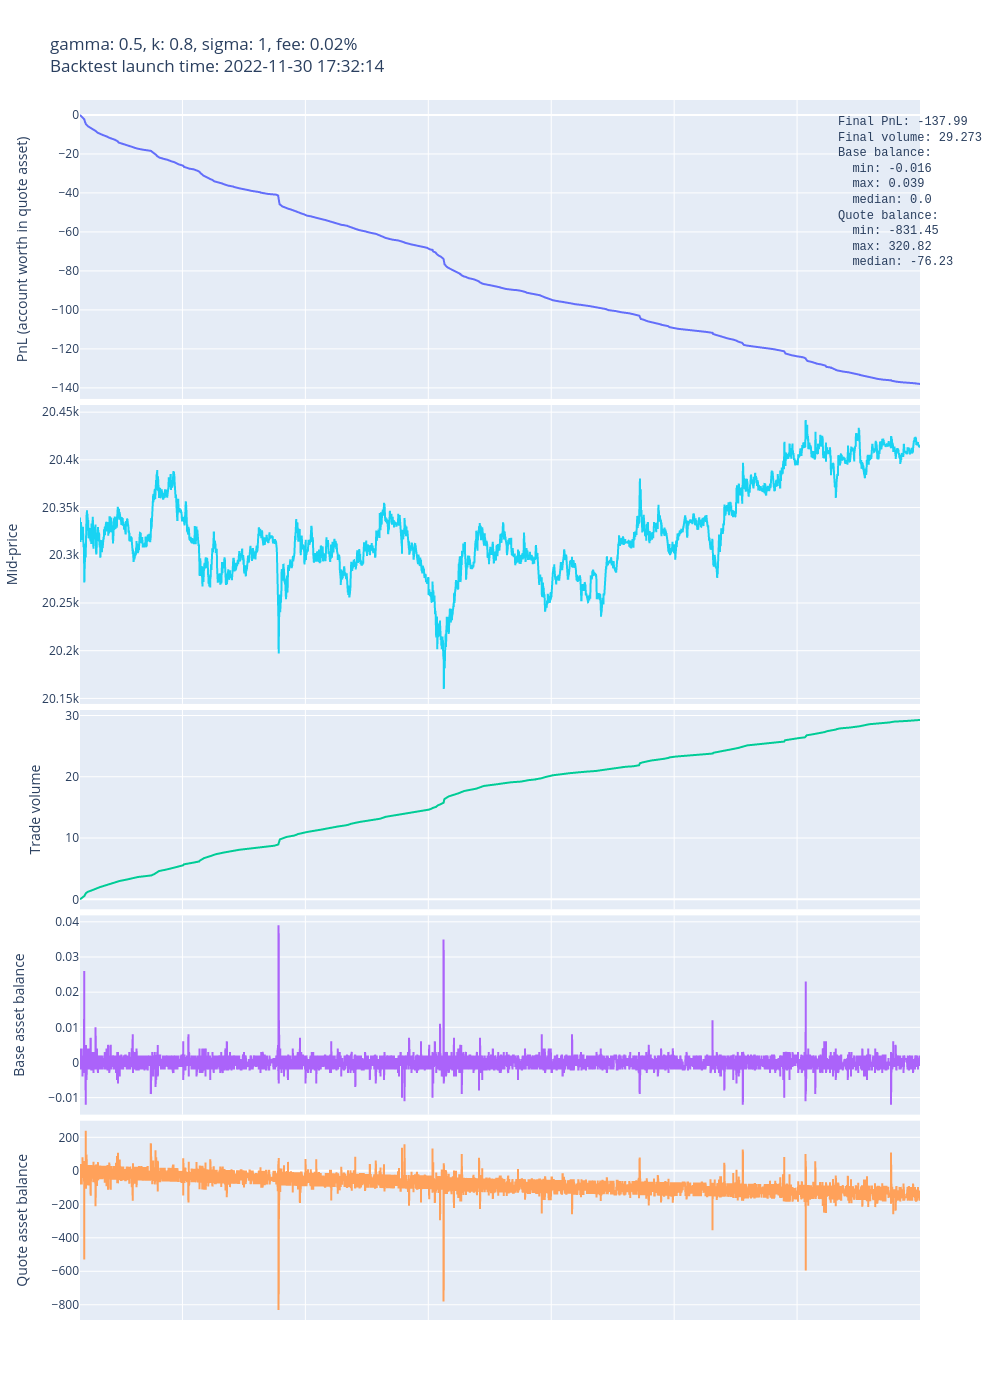 gamma: 0.5, k: 0.8, sigma: 1, fee: 0.02%
Backtest launch time: 2022-11-30 17:32:14
PnL (account worth in quote asset)
0
−20
−40
−60
−80
−100
−120
−140
Final PnL: -137.99
Final volume: 29.273
Base balance:
min: -0.016
max: 0.039
median: 0.0
Quote balance:
min: -831.45
max: 320.82
median: -76.23
Mid-price
20.45k
20.4k
20.35k
20.3k
20.25k
20.2k
20.15k
Trade volume
30
20
10
0
Base asset balance
0.04
0.03
0.02
0.01
0
−0.01
Quote asset balance
200
0
−200
−400
−600
−800